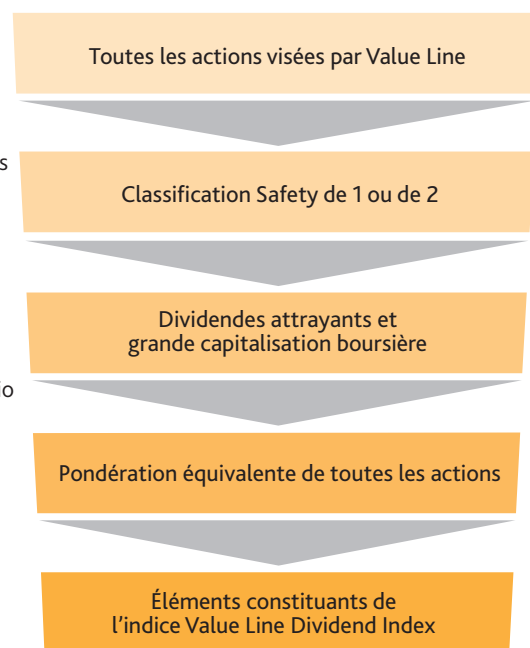 Toutes les actions visées par Value Line
s
Classification Safety de 1 ou de 2
Dividendes attrayants et
grande capitalisation boursière
io
Pondération équivalente de toutes les actions
Éléments constituants de
l'indice Value Line Dividend Index